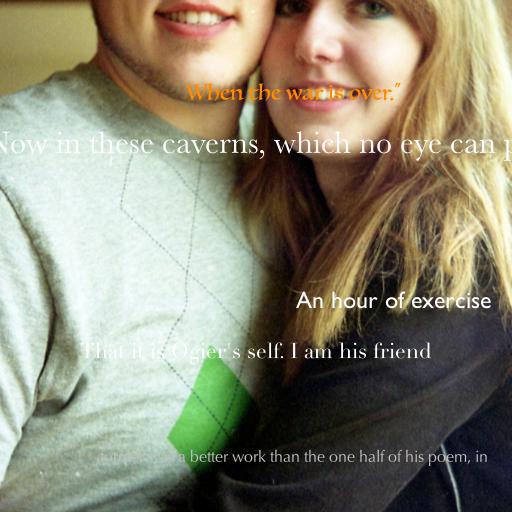 When the war is over."
Now in these caverns, which no eye can
An hour of exercise
That it is Ogier's self. I am his friend
a better work than the one half of his poem, in